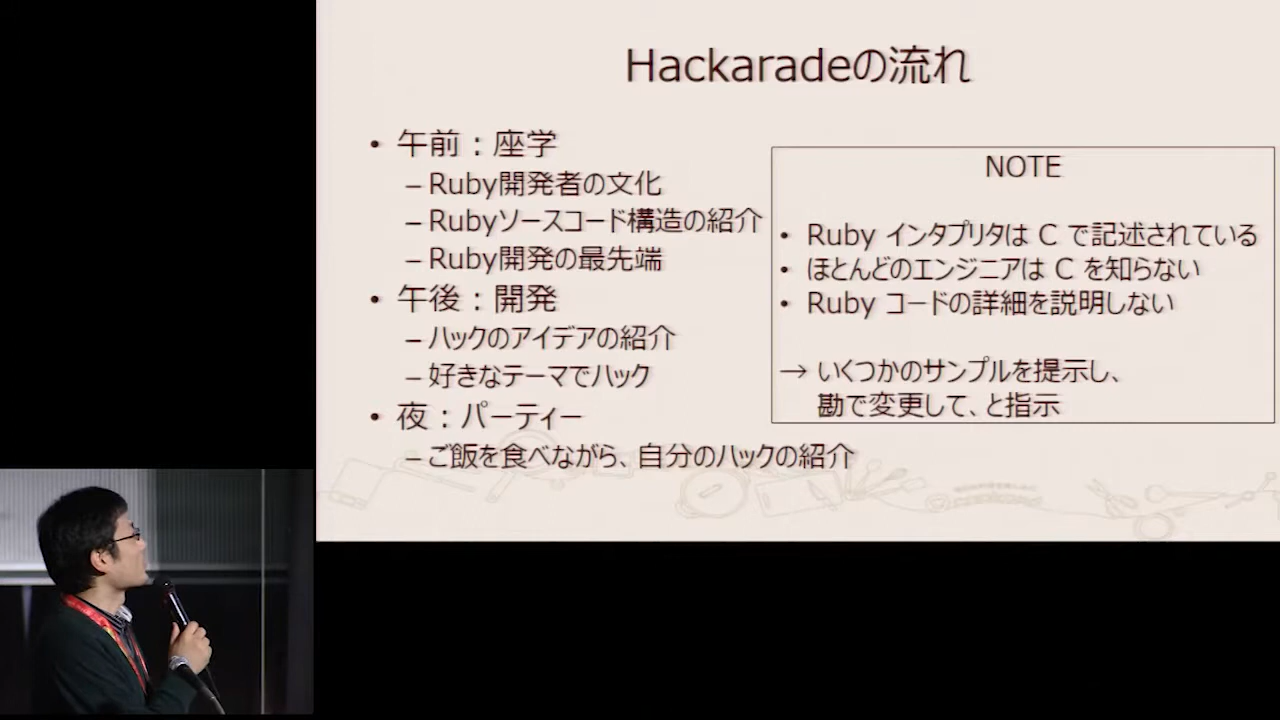 Hackaradeの流れ
• 午前：座学
– Ruby開発者の文化
– Rubyソースコード構造の紹介
– Ruby開発の最先端
• 午後：開発
– ハックのアイデアの紹介
– 好きなテーマでハック
• 夜：パーティー
– ご飯を食べながら、自分のハックの紹介
NOTE
• Ruby インタプリタは C で記述されている
• ほとんどのエンジニアは C を知らない
• Ruby コードの詳細を説明しない
→ いくつかのサンプルを提示し、
勘で変更して、と指示